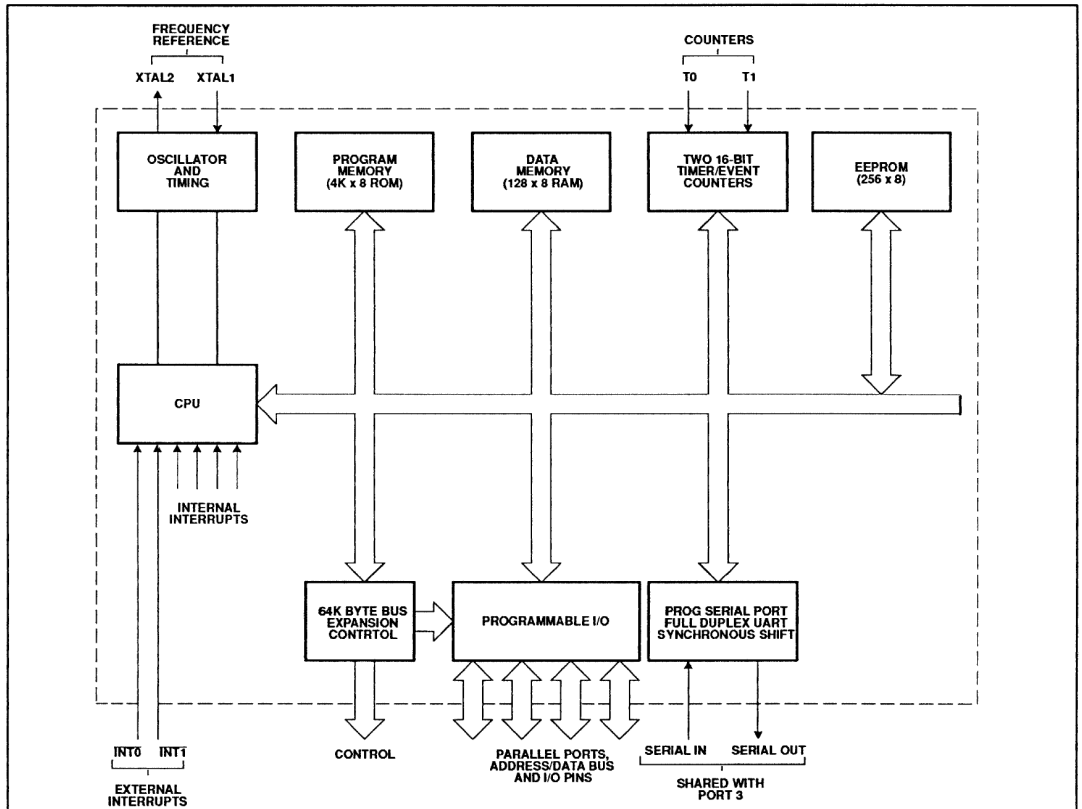 FREQUENCY
REFERENCE
XTAL2 XTAL1
COUNTERS
T0 T1
OSCILLATOR
AND
TIMING
PROGRAM
MEMORY
(4K x 8 ROM)
DATA
MEMORY
(128 x 8 RAM)
TWO 16-BIT
TIMER/EVENT
COUNTERS
EEPROM
(256 x 8)
CPU
INTERNAL
INTERRUPTS
64K BYTE BUS
EXPANSION
CONTRTOL
PROGRAMMABLE I/O
PROG SERIAL PORT
FULL DUPLEX UART
SYNCHRONOUS SHIFT
INT0 INT1
EXTERNAL
INTERRUPTS
CONTROL
PARALLEL PORTS,
ADDRESS/DATA BUS
AND I/O PINS
SERIAL IN SERIAL OUT
SHARED WITH
PORT 3